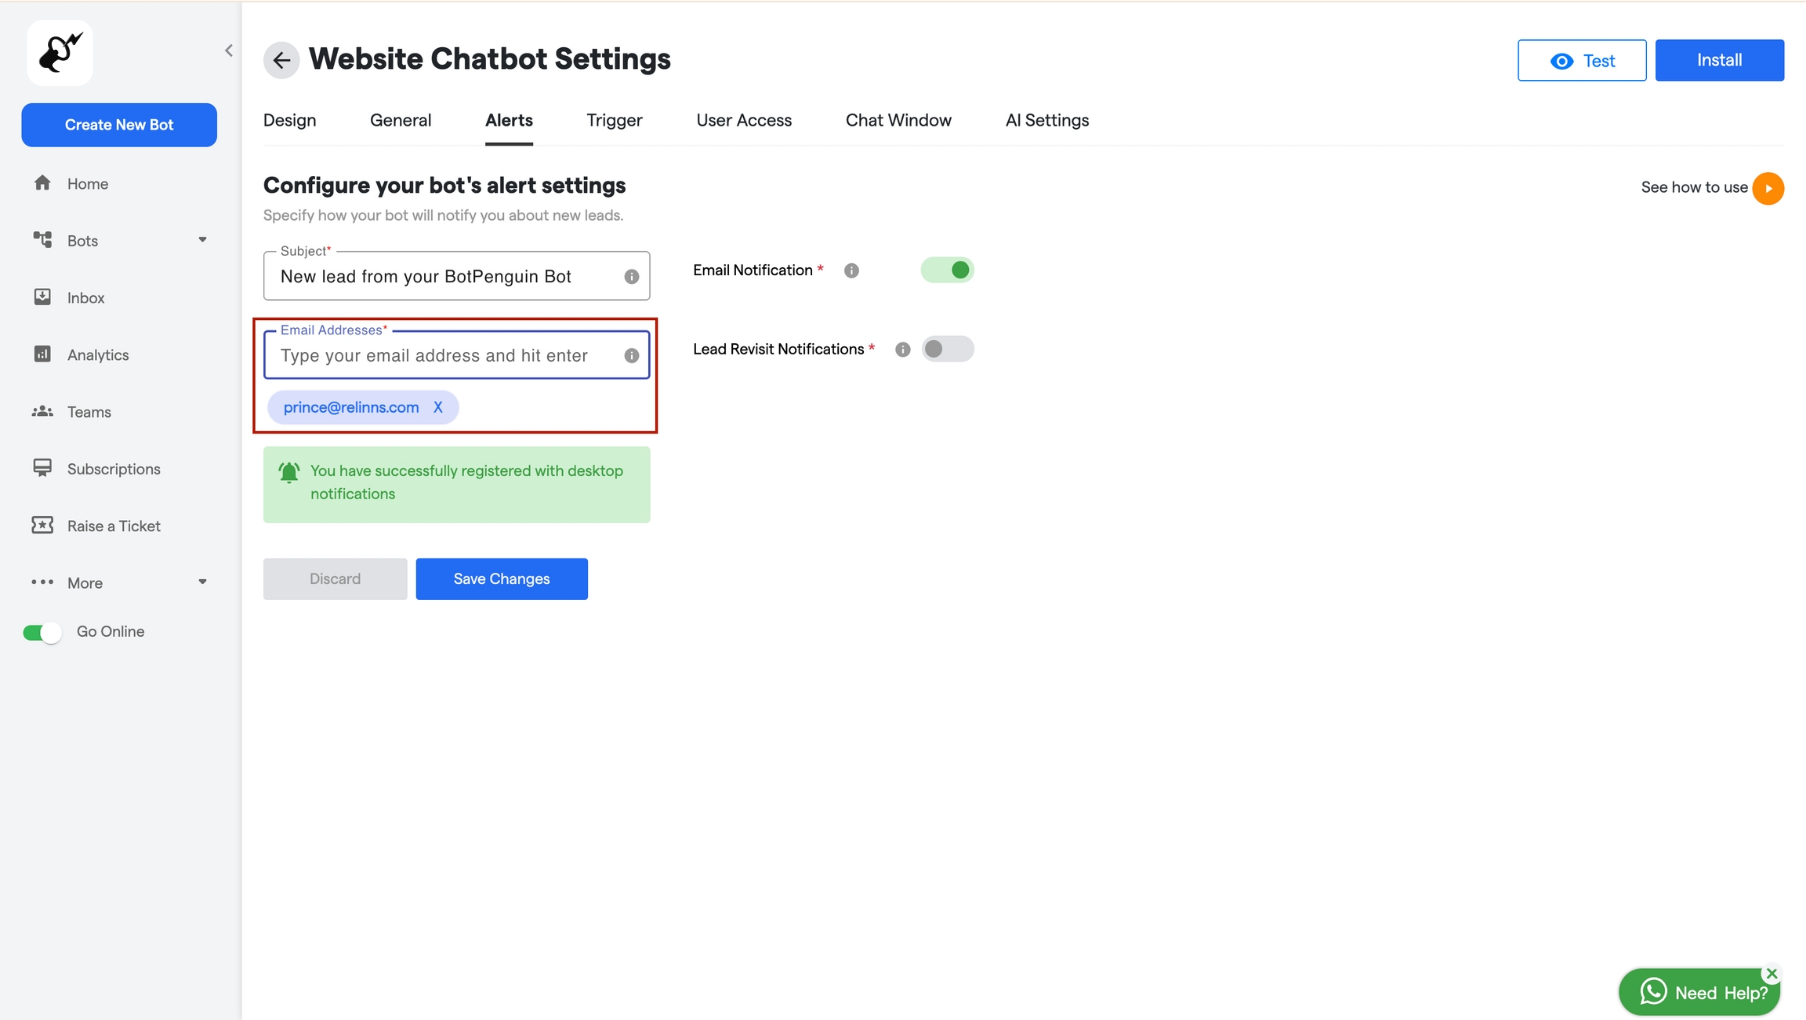 Create New Bot
Home
Bots
Inbox
Analytics
Teams
Subscriptions
Raise a Ticket
More
Go Online
Website Chatbot Settings
Test
Install
Design
General
Alerts
Trigger
User Access
Chat Window
AI Settings
Configure your bot's alert settings
Specify how your bot will notify you about new leads.
See how to use
Subject*
New lead from your BotPenguin Bot
Email Notification *
Email Addresses*
Type your email address and hit enter
Lead Revisit Notifications *
prince@relinns.com X
You have successfully registered with desktop
notifications
Discard
Save Changes
Need Help?